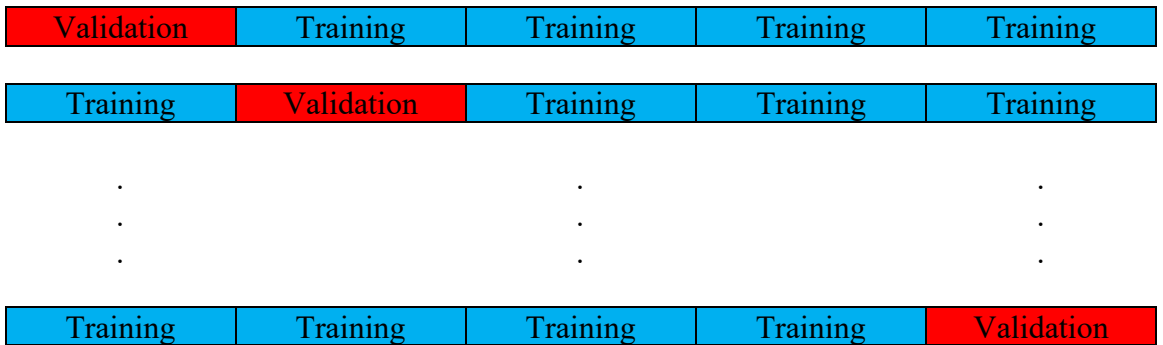 Validation Training Training Training Training
Training Validation Training Training Training
. . .
. . .
. . .
Training Training Training Training Validation